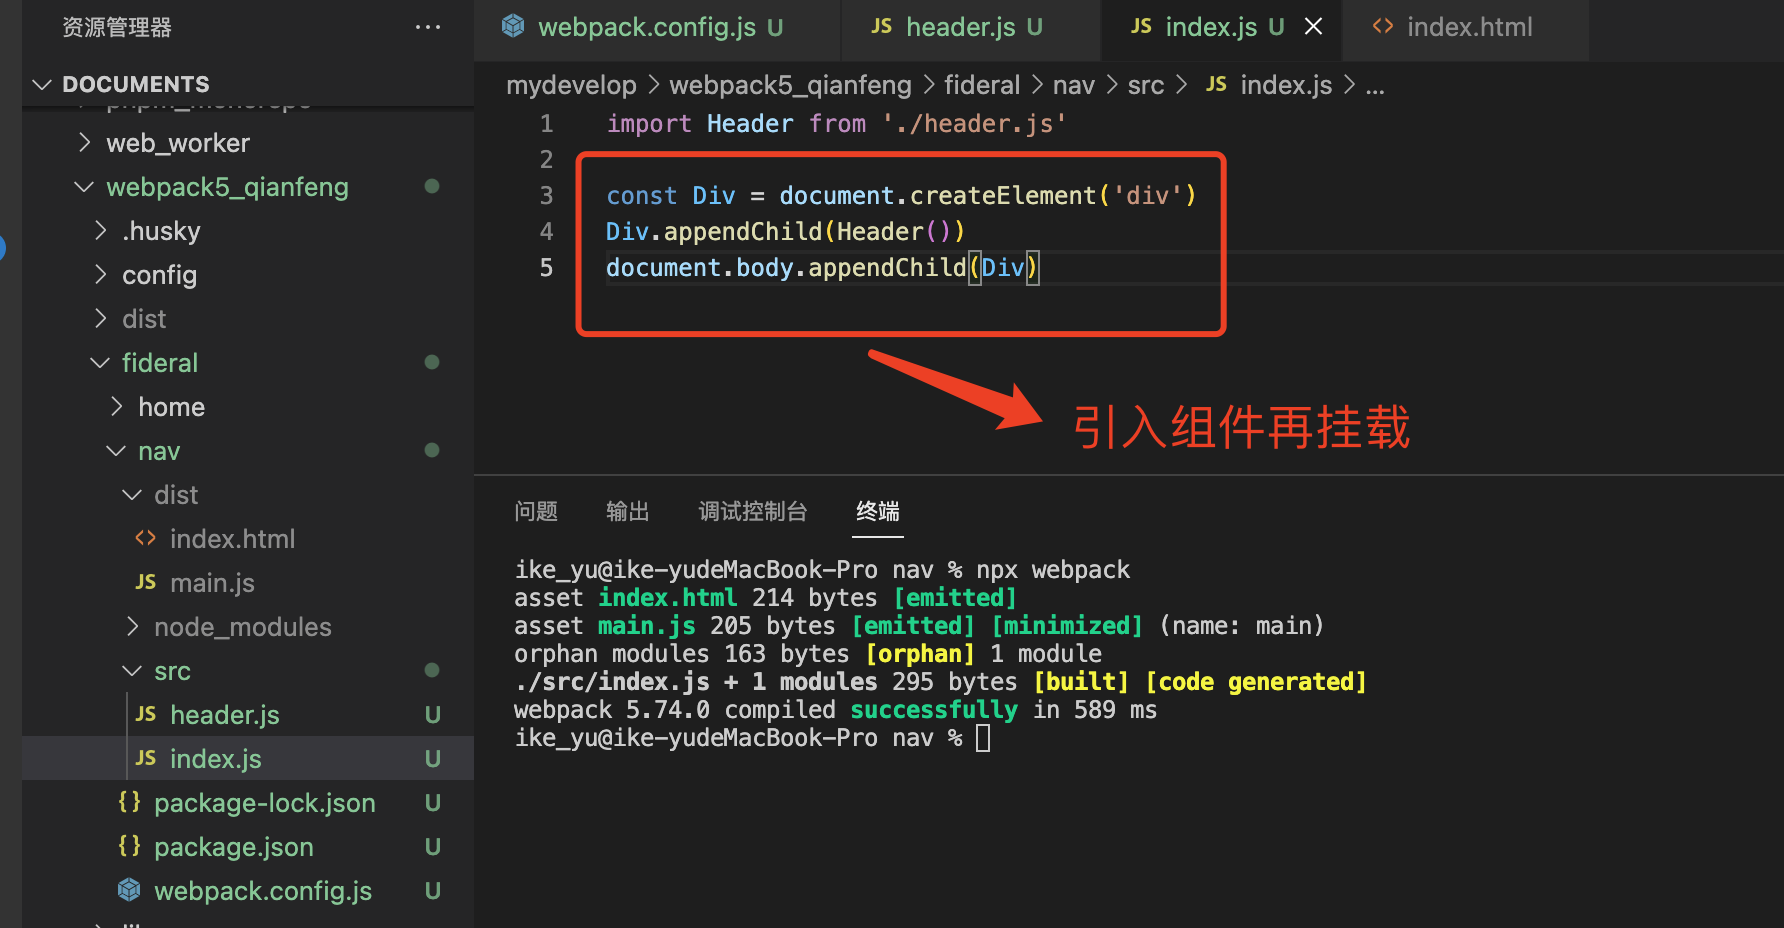 资源管理器 ...
DOCUMENTS
web_worker
webpack5_qianfeng
.husky
config
dist
fideral
home
nav
dist
index.html
JS main.js
node_modules
src
JS header.js U
JS index.js U
{} package-lock.json U
{} package.json U
webpack.config.js U
webpack.config.js U
JS header.js U
JS index.js U
<> index.html
mydevelop > webpack5_qianfeng > fideral > nav > src > JS index.js > ...
1 import Header from './header.js'
2
3 const Div = document.createElement('div')
4 Div.appendChild(Header())
5 document.body.appendChild(Div)
引入组件再挂载
问题 输出 调试控制台 终端
ike_yu@ike-yudeMacBook-Pro nav % npx webpack
asset index.html 214 bytes [emitted]
asset main.js 205 bytes [emitted] [minimized] (name: main)
orphan modules 163 bytes [orphan] 1 module
./src/index.js + 1 modules 295 bytes [built] [code generated]
webpack 5.74.0 compiled successfully in 589 ms
ike_yu@ike-yudeMacBook-Pro nav %